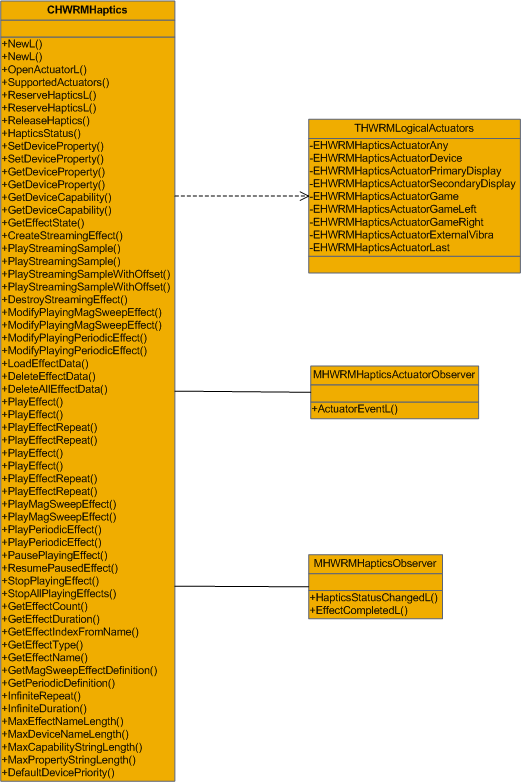 CHWRMHaptics
+NewL()
+NewL()
+OpenActuatorL()
+SupportedActuators()
+ReserveHapticsL()
+ReserveHapticsL()
+ReleaseHaptics()
+HapticsStatus()
+SetDeviceProperty()
+SetDeviceProperty()
+GetDeviceProperty()
+GetDeviceProperty()
+GetDeviceCapability()
+GetDeviceCapability()
+GetEffectState()
+CreateStreamingEffect()
+PlayStreamingSample()
+PlayStreamingSample()
+PlayStreamingSampleWithOffset()
+PlayStreamingSampleWithOffset()
+DestroyStreamingEffect()
+ModifyPlayingMagSweepEffect()
+ModifyPlayingMagSweepEffect()
+ModifyPlayingPeriodicEffect()
+ModifyPlayingPeriodicEffect()
+LoadEffectData()
+DeleteEffectData()
+DeleteAllEffectData()
+PlayEffect()
+PlayEffect()
+PlayEffectRepeat()
+PlayEffectRepeat()
+PlayEffect()
+PlayEffect()
+PlayEffectRepeat()
+PlayEffectRepeat()
+PlayMagSweepEffect()
+PlayMagSweepEffect()
+PlayPeriodicEffect()
+PlayPeriodicEffect()
+PausePlayingEffect()
+ResumePausedEffect()
+StopPlayingEffect()
+StopAllPlayingEffects()
+GetEffectCount()
+GetEffectDuration()
+GetEffectIndexFromName()
+GetEffectType()
+GetEffectName()
+GetMagSweepEffectDefinition()
+GetPeriodicDefinition()
+InfiniteRepeat()
+InfiniteDuration()
+MaxEffectNameLength()
+MaxDeviceNameLength()
+MaxCapabilityStringLength()
+MaxPropertyStringLength()
+DefaultDevicePriority()
THWRMLogicalActuators
-EHWRMHapticsActuatorAny
-EHWRMHapticsActuatorDevice
-EHWRMHapticsActuatorPrimaryDisplay
-EHWRMHapticsActuatorSecondaryDisplay
-EHWRMHapticsActuatorGame
-EHWRMHapticsActuatorGameLeft
-EHWRMHapticsActuatorGameRight
-EHWRMHapticsActuatorExternalVibra
-EHWRMHapticsActuatorLast
MHWRMHapticsActuatorObserver
+ActuatorEventL()
MHWRMHapticsObserver
+HapticsStatusChangedL()
+EffectCompletedL()